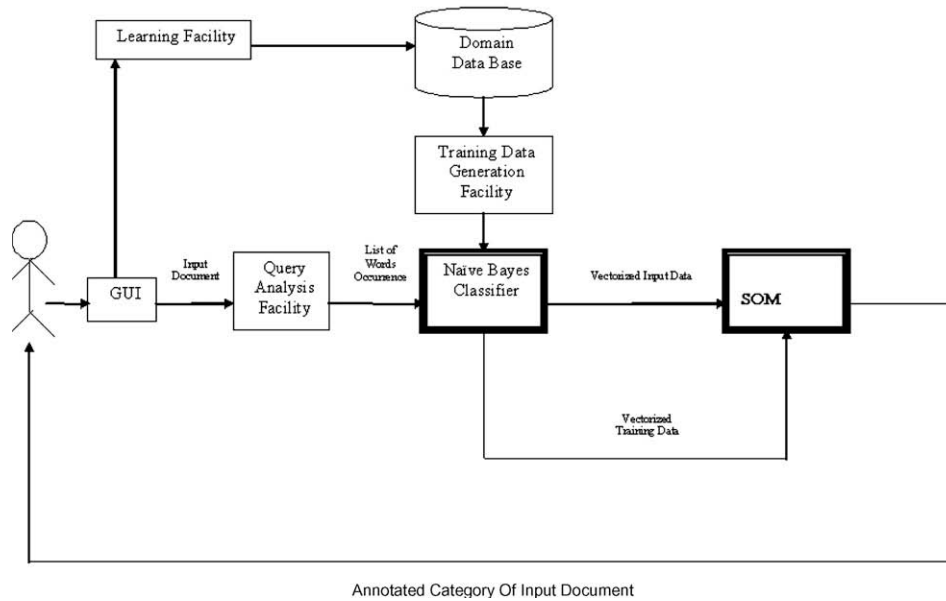 Learning Facility
Domain
Data Base
Training Data
Generation
Facility
Input
Document
List of
Words
Occurrence
GUI
Query
Analysis
Facility
Naïve Bayes
Classifier
Vectorized Input Data
SOM
Vectorized
Training Data
Annotated Category Of Input Document